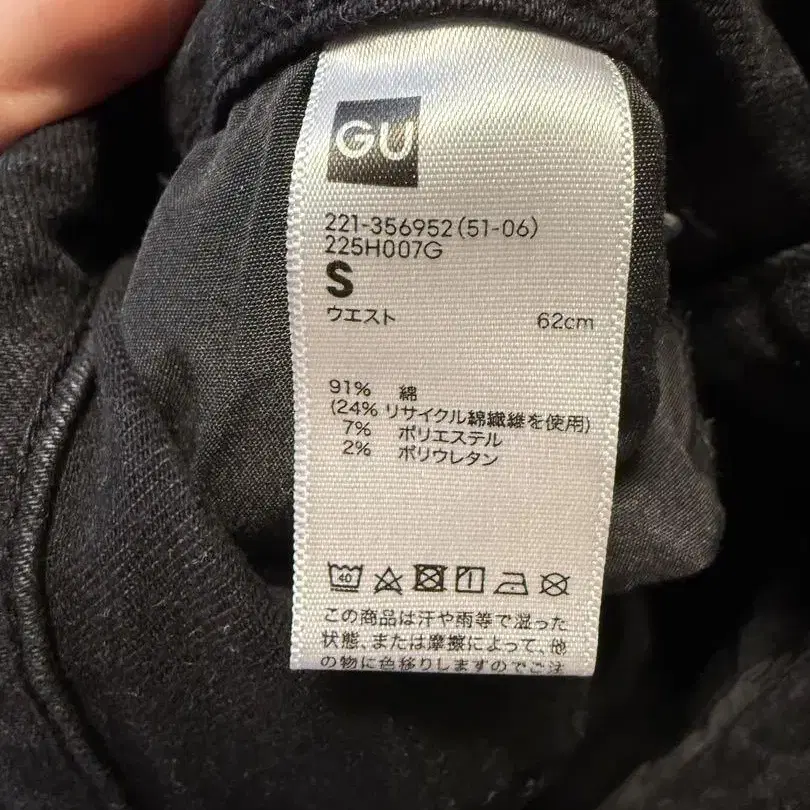 GU
221-356952(51-06)
225H007G
S
ウエスト 62cm
91% 綿
(24% リサイクル綿繊維を使用)
7% ポリエステル
2% ポリウレタン
40
この商品は汗や雨等で湿った
状態、または摩擦によって、他
の物に色移りしますのでご注